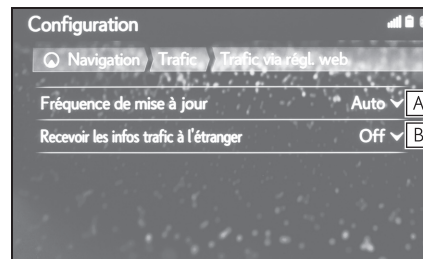 Configuration
Navigation Trafic Trafic via régl. web
Fréquence de mise à jour Auto A
Recevoir les infos trafic à l'étranger Off B